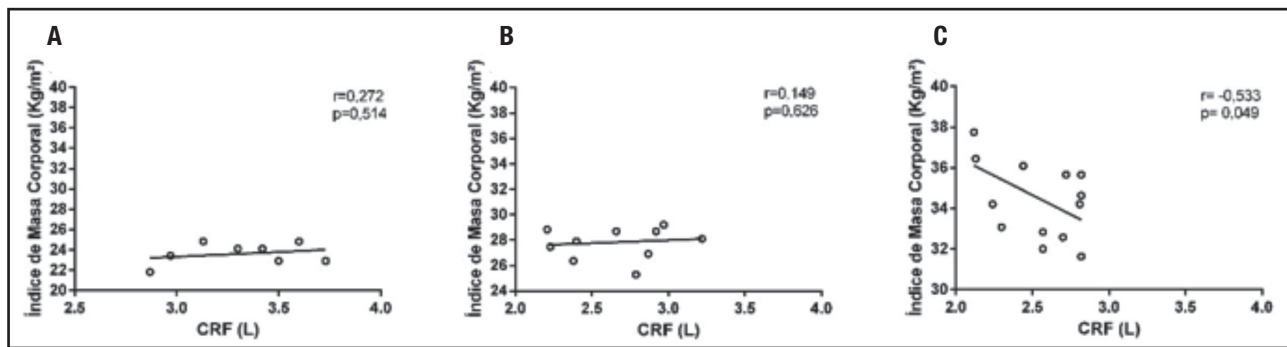 A
Índice de Masa Corporal (Kg/m²)
40
38
36
34
32
30
28
26
24
22
20
r=0,272
p=0,514
2.5
3.0
3.5
4.0
CRF (L)
B
Índice de Masa Corporal (Kg/m²)
40
38
36
34
32
30
28
26
24
r=0,149
p=0,626
2.0
2.5
3.0
3.5
4.0
CRF (L)
C
Índice de Masa Corporal (Kg/m²)
40
38
36
34
32
30
r= -0,533
p= 0,049
2.0
2.5
3.0
3.5
4.0
CRF (L)